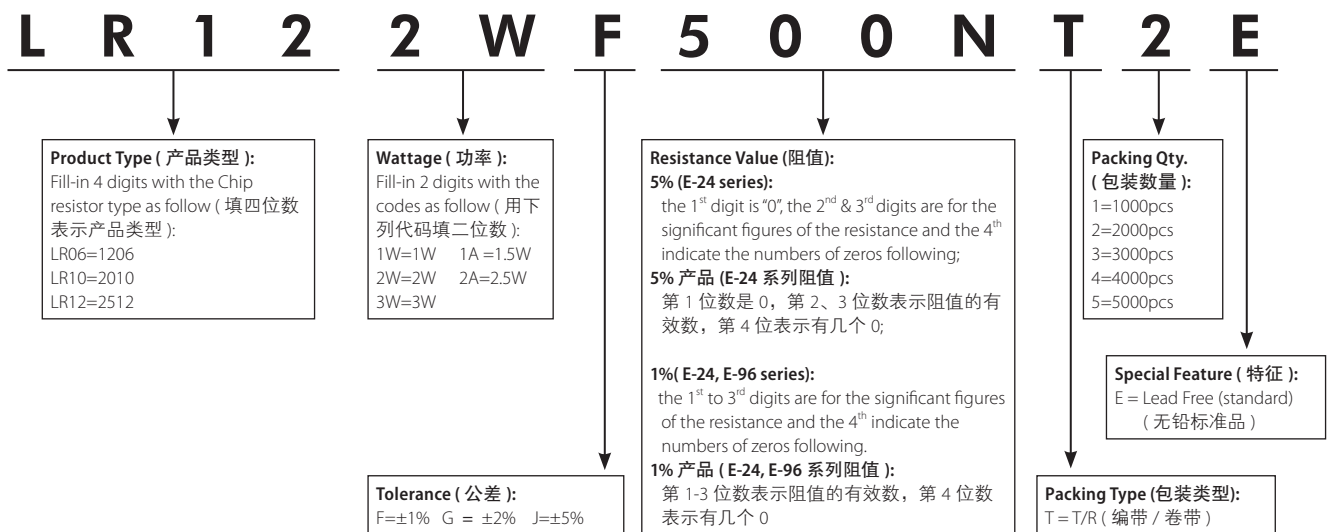 L R 1 2 2 W F 5 0 0 N T 2 E
Product Type ( 产品类型 ):
Fill-in 4 digits with the Chip
resistor type as follow ( 填四位数
表示产品类型 ):
LR06=1206
LR10=2010
LR12=2512
Wattage ( 功率 ):
Fill-in 2 digits with the
codes as follow ( 用下
列代码填二位数 ):
1W=1W 1A =1.5W
2W=2W 2A=2.5W
3W=3W
Tolerance ( 公差 ):
F=±1% G = ±2% J=±5%
Resistance Value (阻值):
5% (E-24 series):
the 1st digit is “0”, the 2nd & 3rd digits are for the
significant figures of the resistance and the 4th
indicate the numbers of zeros following;
5% 产品 (E-24 系列阻值 ):
第 1 位数是 0，第 2、3 位数表示阻值的有
效数，第 4 位表示有几个 0;
1%( E-24, E-96 series):
the 1st to 3rd digits are for the significant figures
of the resistance and the 4th indicate the
numbers of zeros following.
1% 产品 ( E-24, E-96 系列阻值 ):
第 1-3 位数表示阻值的有效数，第 4 位数
表示有几个 0
Packing Qty.
( 包装数量 ):
1=1000pcs
2=2000pcs
3=3000pcs
4=4000pcs
5=5000pcs
Special Feature ( 特征 ):
E = Lead Free (standard)
( 无铅标准品 )
Packing Type (包装类型):
T = T/R ( 编带 / 卷带 )